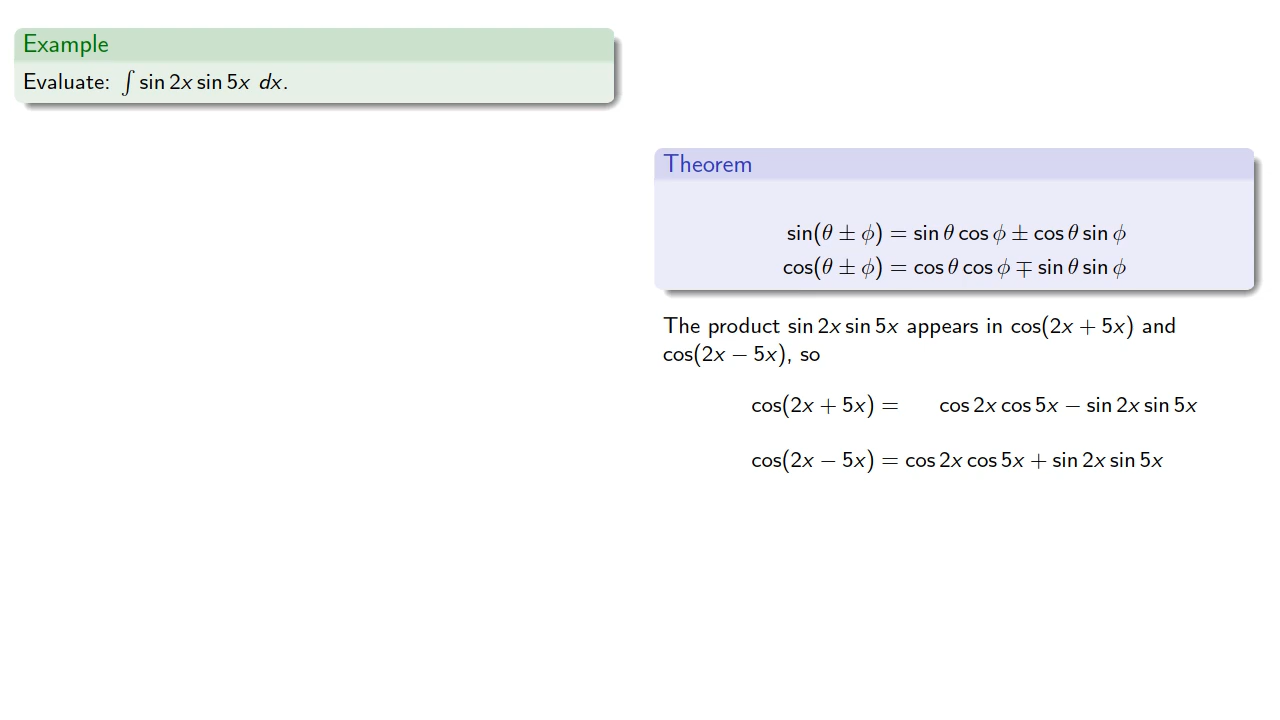 Example
Evaluate: ∫ sin 2x sin 5x dx.
Theorem
sin(θ ± ϕ) = sin θ cos ϕ ± cos θ sin ϕ
cos(θ ± ϕ) = cos θ cos ϕ ∓ sin θ sin ϕ
The product sin 2x sin 5x appears in cos(2x + 5x) and
cos(2x − 5x), so
cos(2x + 5x) = cos 2x cos 5x − sin 2x sin 5x
cos(2x − 5x) = cos 2x cos 5x + sin 2x sin 5x